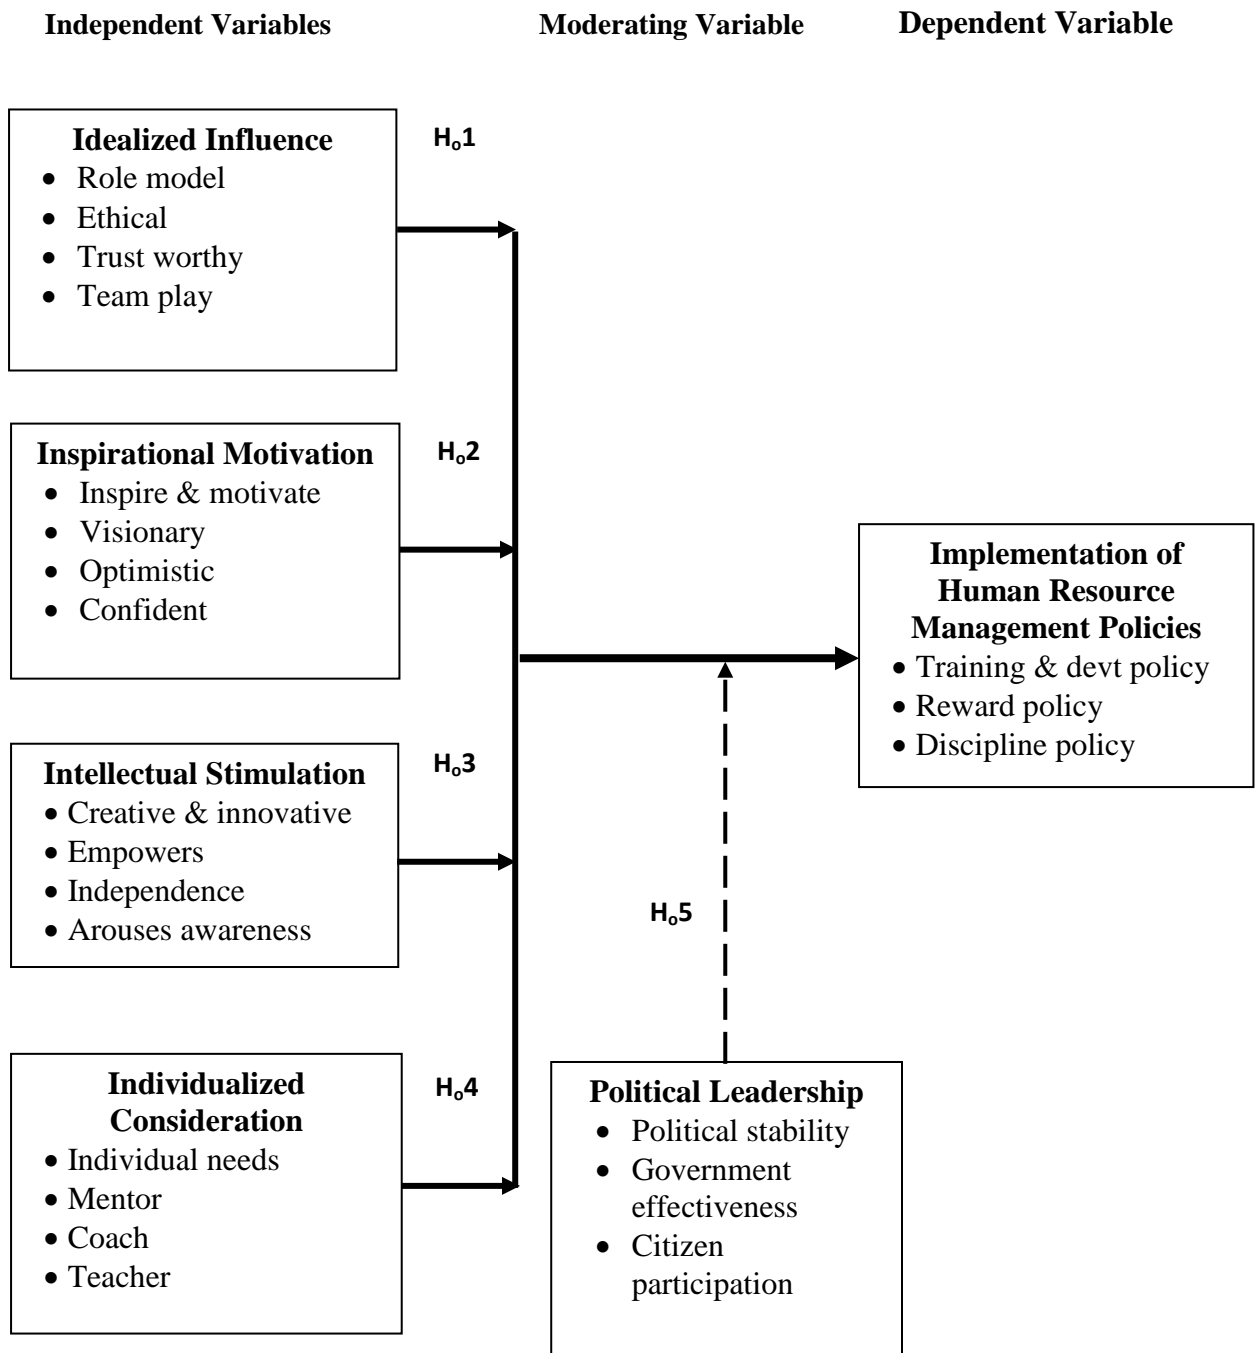 Independent Variables
Moderating Variable
Dependent Variable
Idealized Influence
• Role model
• Ethical
• Trust worthy
• Team play
Hₒ1
Inspirational Motivation
• Inspire & motivate
• Visionary
• Optimistic
• Confident
Hₒ2
Intellectual Stimulation
• Creative & innovative
• Empowers
• Independence
• Arouses awareness
Hₒ3
Individualized
Consideration
• Individual needs
• Mentor
• Coach
• Teacher
Hₒ4
Hₒ5
Political Leadership
• Political stability
• Government
effectiveness
• Citizen
participation
Implementation of
Human Resource
Management Policies
• Training & devt policy
• Reward policy
• Discipline policy